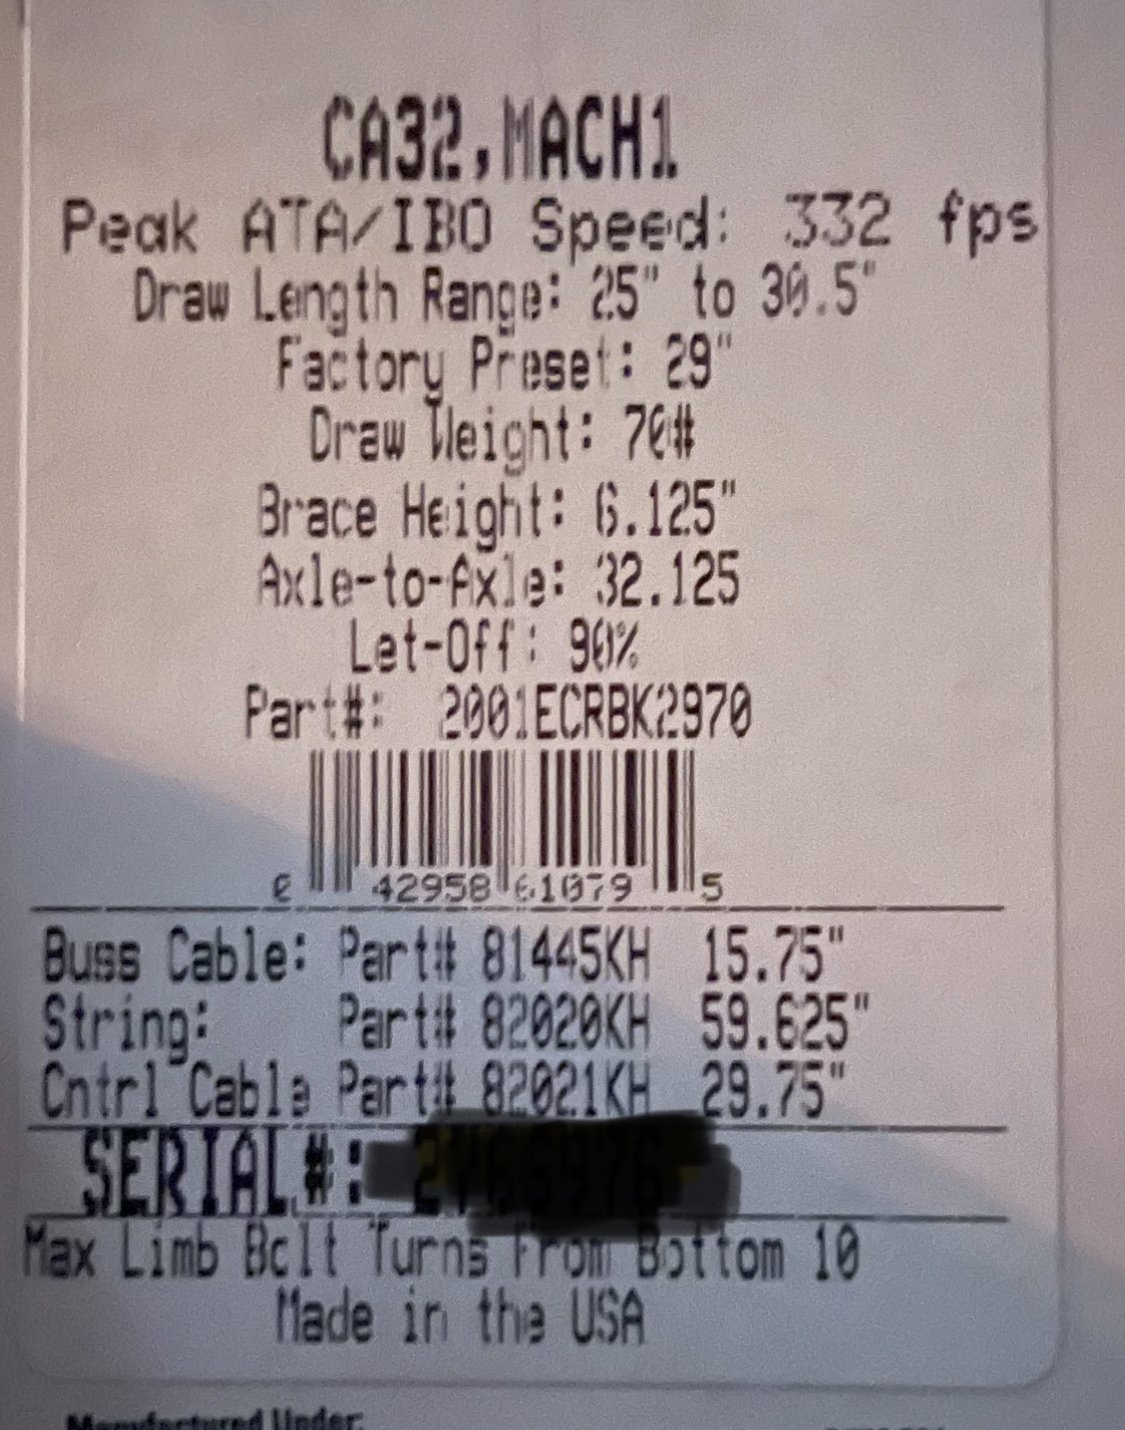 CA32,MACH1
Peak ATA/IBO Speed: 332 fps
Draw Length Range: 25" to 30.5"
Factory Preset: 29"
Draw Weight: 70#
Brace Height: 6.125"
Axle-to-Axle: 32.125
Let-Off: 90%
Part#: 2001ECRBK2970
0 42958 61079 5
Buss Cable: Part# 81445KH 15.75"
String: Part# 82020KH 59.625"
Cntrl Cable Part# 82021KH 29.75"
SERIAL#:
Max Limb Bolt Turns From Bottom 10
Made in the USA
Manufactured Under: